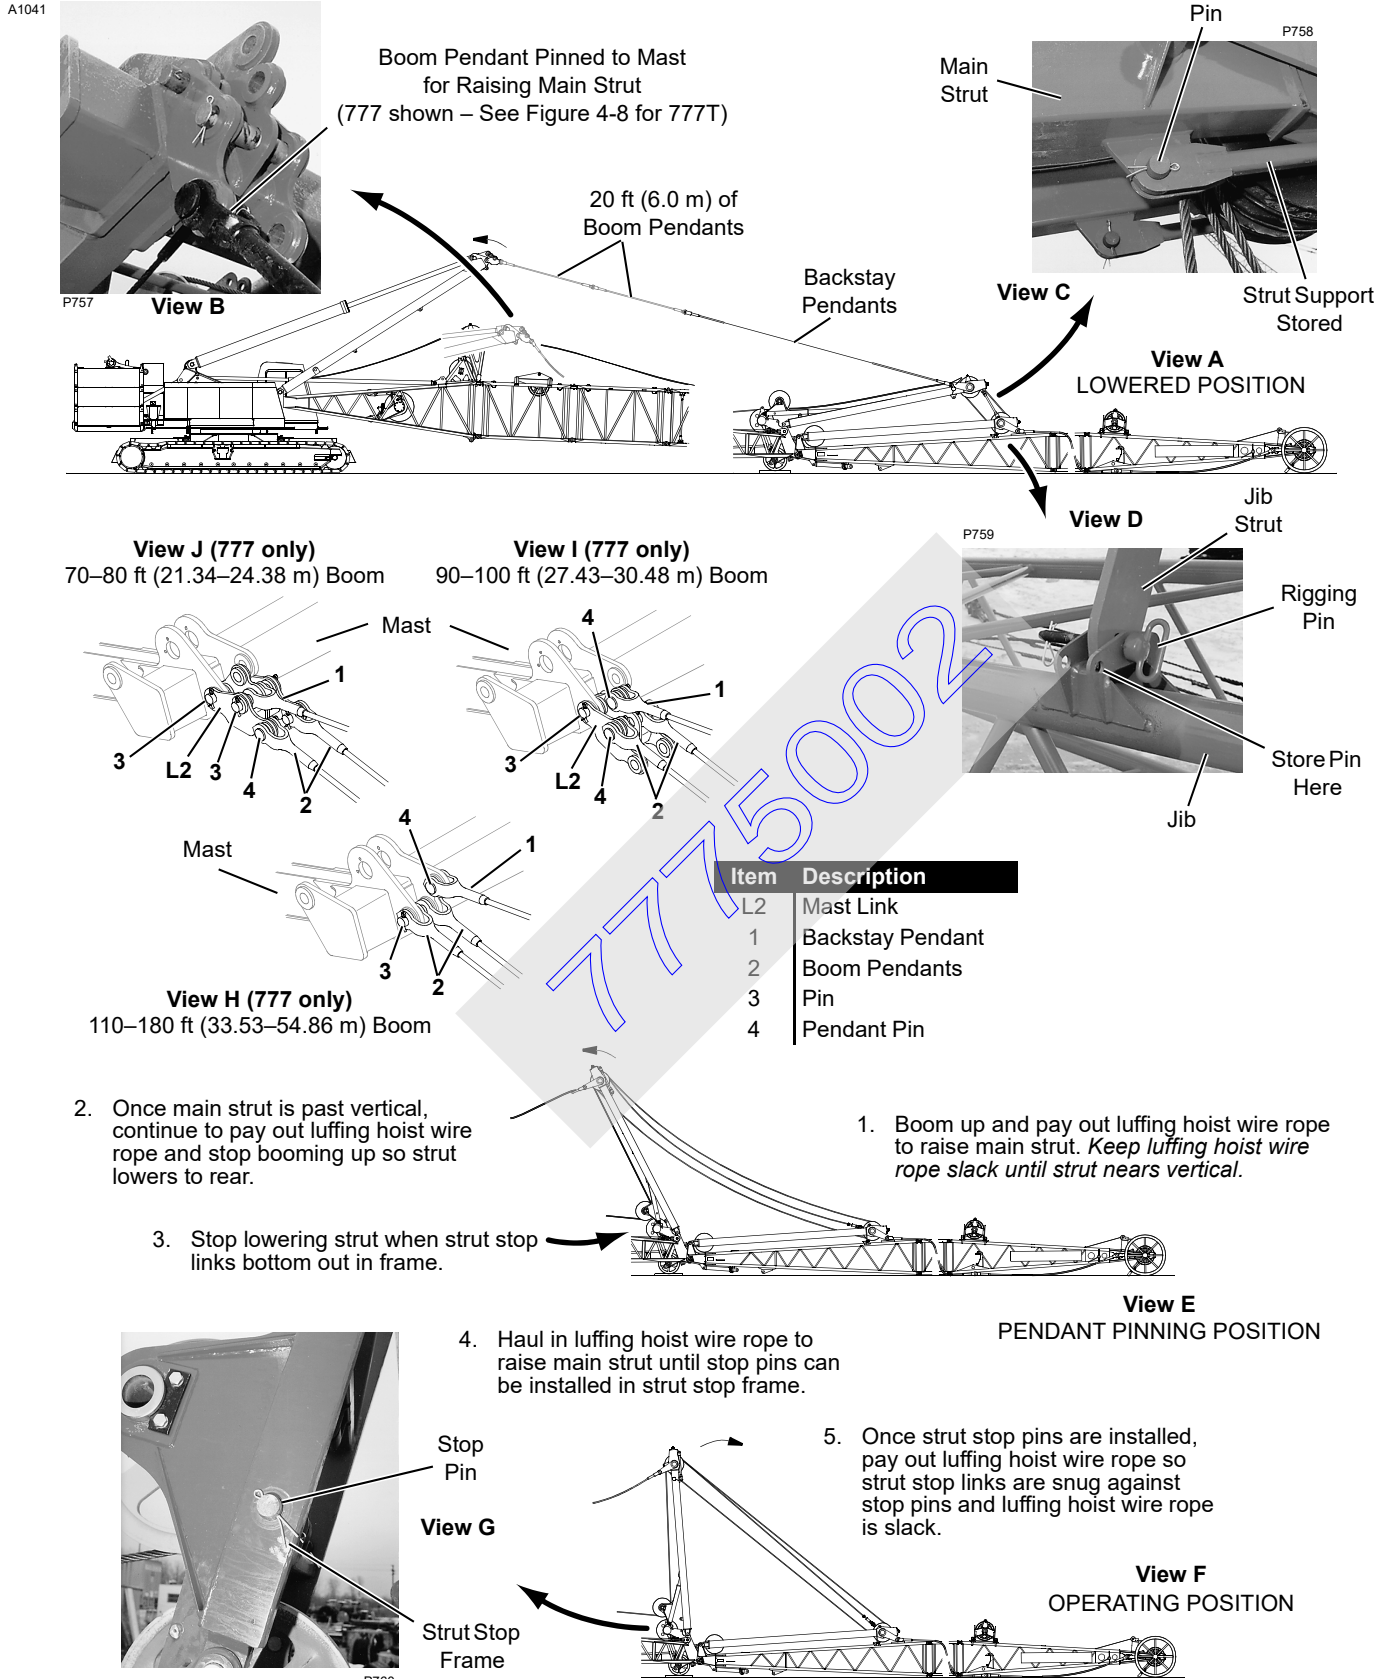 A1041
Boom Pendant Pinned to Mast
for Raising Main Strut
(777 shown – See Figure 4-8 for 777T)
P757
View B
20 ft (6.0 m) of
Boom Pendants
Backstay
Pendants
Pin
P758
Main
Strut
View C
Strut Support
Stored
View A
LOWERED POSITION
View D
P759
Jib
Strut
Rigging
Pin
Store Pin
Here
Jib
View J (777 only)
70–80 ft (21.34–24.38 m) Boom
View I (777 only)
90–100 ft (27.43–30.48 m) Boom
Mast
1
3
L2
3
4
2
4
1
3
L2
4
2
Mast
4
1
3
2
View H (777 only)
110–180 ft (33.53–54.86 m) Boom
7775002
Item Description
L2 Mast Link
1 Backstay Pendant
2 Boom Pendants
3 Pin
4 Pendant Pin
1. Boom up and pay out luffing hoist wire rope
to raise main strut. Keep luffing hoist wire
rope slack until strut nears vertical.
2. Once main strut is past vertical,
continue to pay out luffing hoist wire
rope and stop booming up so strut
lowers to rear.
3. Stop lowering strut when strut stop
links bottom out in frame.
View E
PENDANT PINNING POSITION
4. Haul in luffing hoist wire rope to
raise main strut until stop pins can
be installed in strut stop frame.
5. Once strut stop pins are installed,
pay out luffing hoist wire rope so
strut stop links are snug against
stop pins and luffing hoist wire rope
is slack.
Stop
Pin
View G
Strut Stop
Frame
View F
OPERATING POSITION